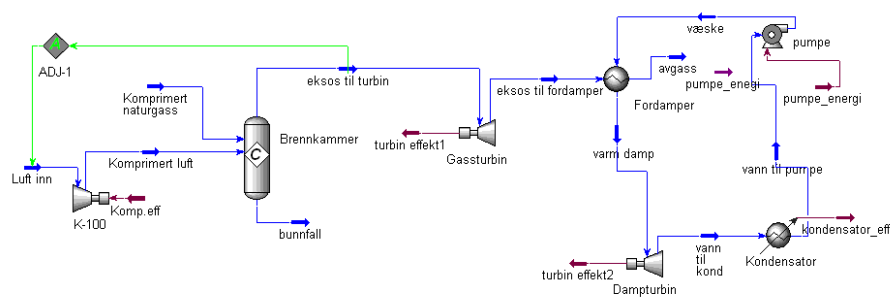 væske
pumpe
A
ADJ-1
eksos til turbin
avgass
pumpe_enegi
pumpe_energi
Komprimert
naturgass
eksos til fordamper
Fordamper
Brennkammer
turbin effekt1
Gassturbin
varm damp
Komprimert luft
C
Luft inn
vann til pumpe
Komp.eff
K-100
bunnfall
vann
til
kond
kondensator_eff
Kondensator
turbin effekt2
Dampturbin